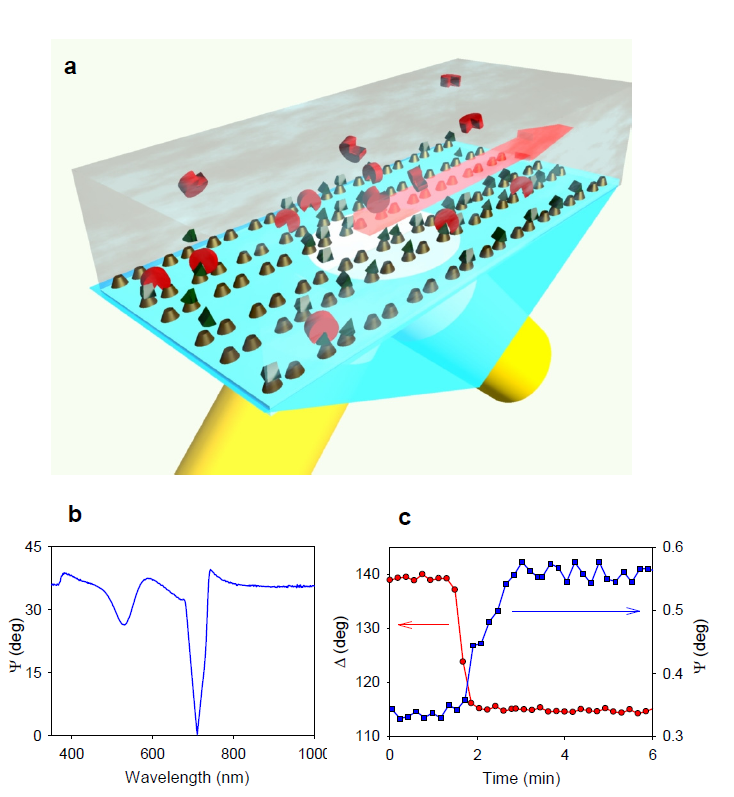 a
b
c
45
30
15
0
Ψ (deg)
400
600
800
1000
Wavelength (nm)
140
130
120
110
Δ (deg)
0.6
0.5
0.4
0.3
Ψ (deg)
0
2
4
6
Time (min)